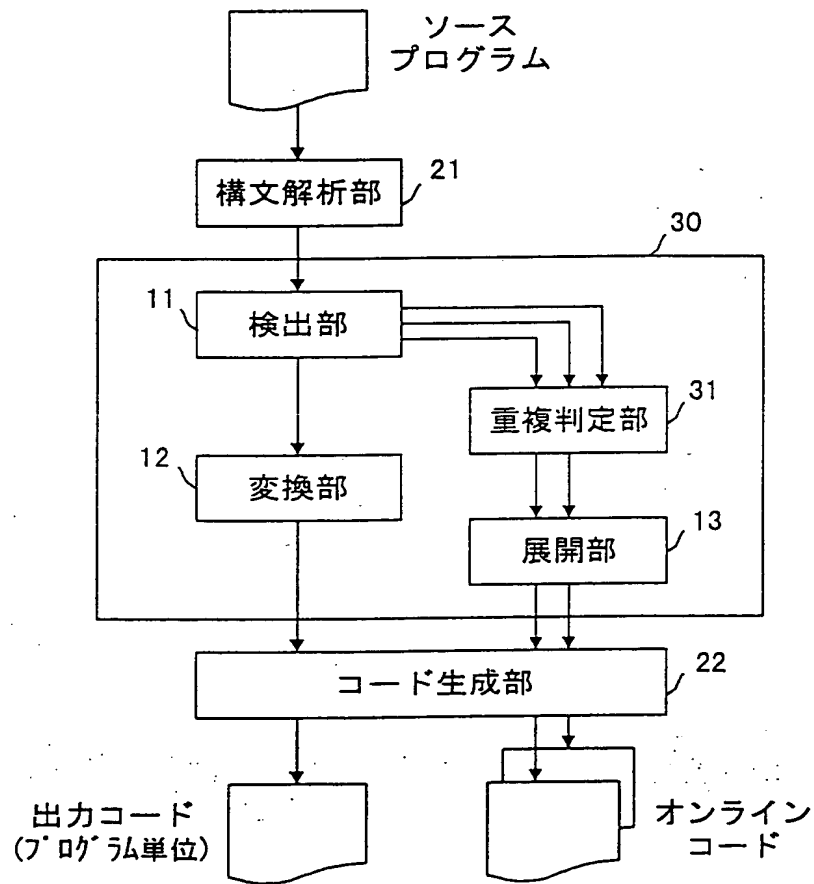 ソース
プログラム
構文解析部
21
30
11
検出部
重複判定部
31
12
変換部
展開部
13
コード生成部
22
出力コード
(プログラム単位)
オンライン
コード